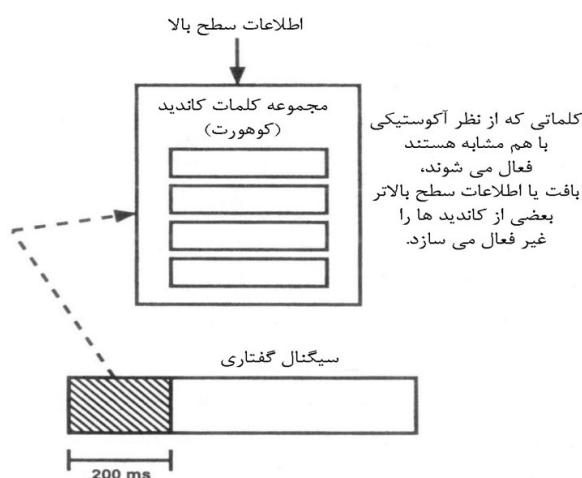 اطلاعات سطح بالا
مجموعه کلمات کاندید
(کوهورت)
کلماتی که از نظر آکوستیکی
با هم مشابه هستند
فعال می شوند،
بافت یا اطلاعات سطح بالاتر
بعضی از کاندید ها را
غیر فعال می سازد.
سیگنال گفتاری
200 ms